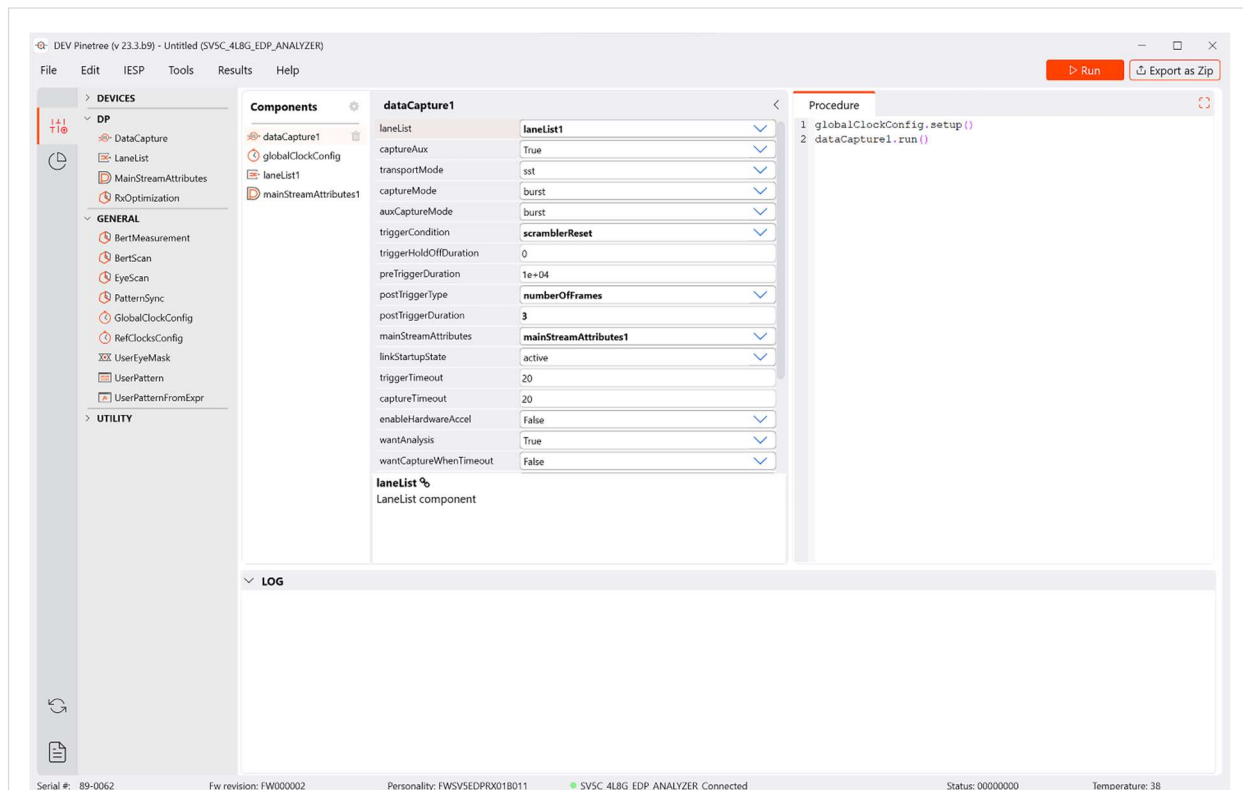 DEV Pinetree (v 23.3.b9) - Untitled (SV5C_4L8G_EDP_ANALYZER)
File Edit IESP Tools Results Help
Run
Export as Zip
DEVICES
DP
DataCapture
LaneList
MainStreamAttributes
RxOptimization
GENERAL
BertMeasurement
BertScan
EyeScan
PatternSync
GlobalClockConfig
RefClocksConfig
UserEyeMask
UserPattern
UserPatternFromExpr
UTILITY
Components
dataCapture1
globalClockConfig
laneList1
mainStreamAttributes1
dataCapture1
laneList laneList1
captureAux True
transportMode sst
captureMode burst
auxCaptureMode burst
triggerCondition scramblerReset
triggerHoldOffDuration 0
preTriggerDuration 1e+04
postTriggerType numberOfFrames
postTriggerDuration 3
mainStreamAttributes mainStreamAttributes1
linkStartupState active
triggerTimeout 20
captureTimeout 20
enableHardwareAccel False
wantAnalysis True
wantCaptureWhenTimeout False
laneList
LaneList component
Procedure
1 globalClockConfig.setup()
2 dataCapture1.run()
LOG
Serial #: 89-0062 Fw revision: FW000002 Personality: FWSV5EDPRX01B011 SV5C_4L8G_EDP_ANALYZER Connected Status: 00000000 Temperature: 38